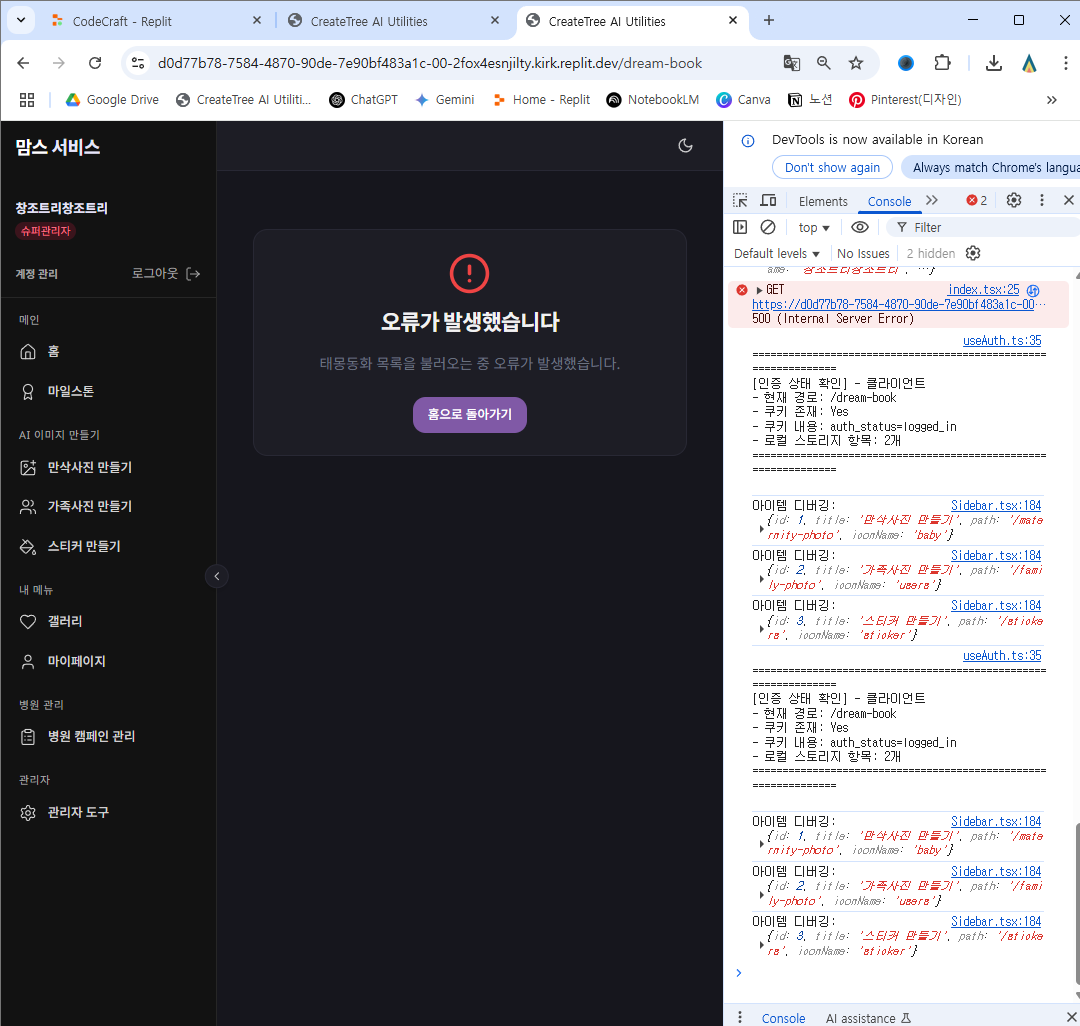 CodeCraft - Replit
CreateTree AI Utilities
CreateTree AI Utilities
d0d77b78-7584-4870-90de-7e90bf483a1c-00-2fox4esnjilty.kirk.replit.dev/dream-book
Google Drive
CreateTree AI Utiliti...
ChatGPT
Gemini
Home - Replit
NotebookLM
Canva
노션
Pinterest(디자인)
맘스 서비스
창조트리창조트리
슈퍼관리자
계정 관리
로그아웃
메인
홈
마일스톤
AI 이미지 만들기
만삭사진 만들기
가족사진 만들기
스티커 만들기
내 메뉴
갤러리
마이페이지
병원 관리
병원 캠페인 관리
관리자
관리자 도구
오류가 발생했습니다
태몽동화 목록을 불러오는 중 오류가 발생했습니다.
홈으로 돌아가기
DevTools is now available in Korean
Don't show again
Always match Chrome's langua
Elements
Console
2
top
Filter
Default levels
No Issues
2 hidden
ame: '창조트리창조트리', …}
GET index.tsx:25
https://d0d77b78-7584-4870-90de-7e90bf483a1c-00…
500 (Internal Server Error)
useAuth.ts:35
==========================================
============
[인증 상태 확인] - 클라이언트
- 현재 경로: /dream-book
- 쿠키 존재: Yes
- 쿠키 내용: auth_status=logged_in
- 로컬 스토리지 항목: 2개
==========================================
============
아이템 디버깅: Sidebar.tsx:184
{id: 1, title: '만삭사진 만들기', path: '/mate
rnity-photo', iconName: 'baby'}
아이템 디버깅: Sidebar.tsx:184
{id: 2, title: '가족사진 만들기', path: '/fami
ly-photo', iconName: 'users'}
아이템 디버깅: Sidebar.tsx:184
{id: 3, title: '스티커 만들기', path: '/sticke
rs', iconName: 'sticker'}
useAuth.ts:35
==========================================
============
[인증 상태 확인] - 클라이언트
- 현재 경로: /dream-book
- 쿠키 존재: Yes
- 쿠키 내용: auth_status=logged_in
- 로컬 스토리지 항목: 2개
==========================================
============
아이템 디버깅: Sidebar.tsx:184
{id: 1, title: '만삭사진 만들기', path: '/mate
rnity-photo', iconName: 'baby'}
아이템 디버깅: Sidebar.tsx:184
{id: 2, title: '가족사진 만들기', path: '/fami
ly-photo', iconName: 'users'}
아이템 디버깅: Sidebar.tsx:184
{id: 3, title: '스티커 만들기', path: '/sticke
rs', iconName: 'sticker'}
Console
AI assistance